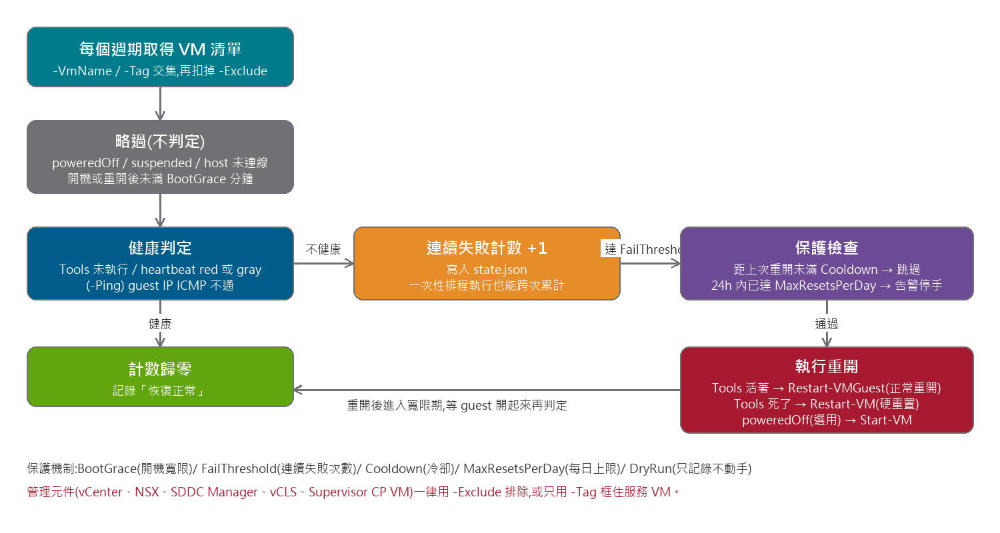 每個週期取得 VM 清單
-VmName / -Tag 交集,再扣掉 -Exclude
略過(不判定)
poweredOff / suspended / host 未連線
開機或重開後未滿 BootGrace 分鐘
健康判定
Tools 未執行 / heartbeat red 或 gray
(-Ping) guest IP ICMP 不通
不健康
連續失敗計數 +1
寫入 state.json
一次性排程執行也能跨次累計
達 FailThresho
保護檢查
距上次重開未滿 Cooldown → 跳過
24h 內已達 MaxResetsPerDay → 告警停手
健康
通過
計數歸零
記錄「恢復正常」
重開後進入寬限期,等 guest 開起來再判定
執行重開
Tools 活著 → Restart-VMGuest(正常重開)
Tools 死了 → Restart-VM(硬重置)
poweredOff(選用) → Start-VM
保護機制:BootGrace(開機寬限)/ FailThreshold(連續失敗次數)/ Cooldown(冷卻)/ MaxResetsPerDay(每日上限)/ DryRun(只記錄不動手)
管理元件(vCenter、NSX、SDDC Manager、vCLS、Supervisor CP VM)一律用 -Exclude 排除,或只用 -Tag 框住服務 VM。